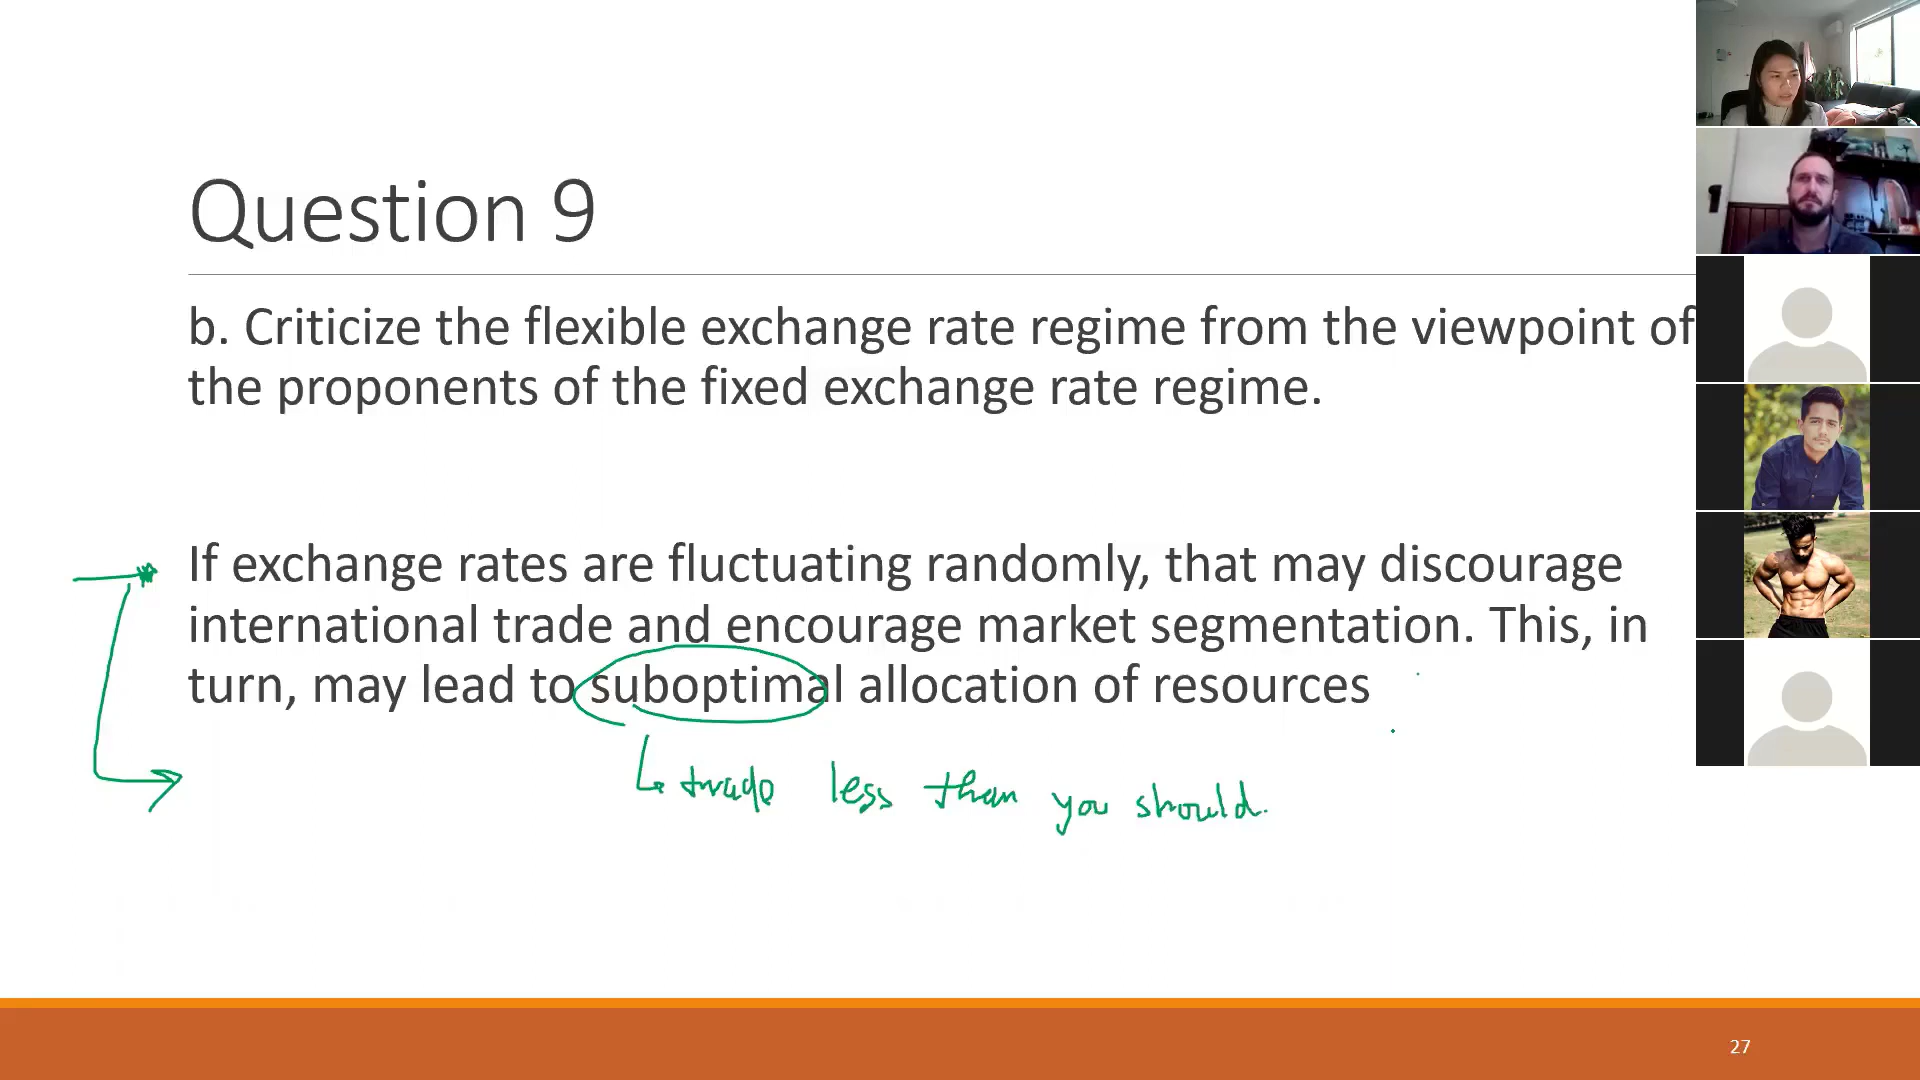 Question 9
b. Criticize the flexible exchange rate regime from the viewpoint of
the proponents of the fixed exchange rate regime.
If exchange rates are fluctuating randomly, that may discourage
international trade and encourage market segmentation. This, in
turn, may lead to suboptimal allocation of resources
trade less than you should.
27